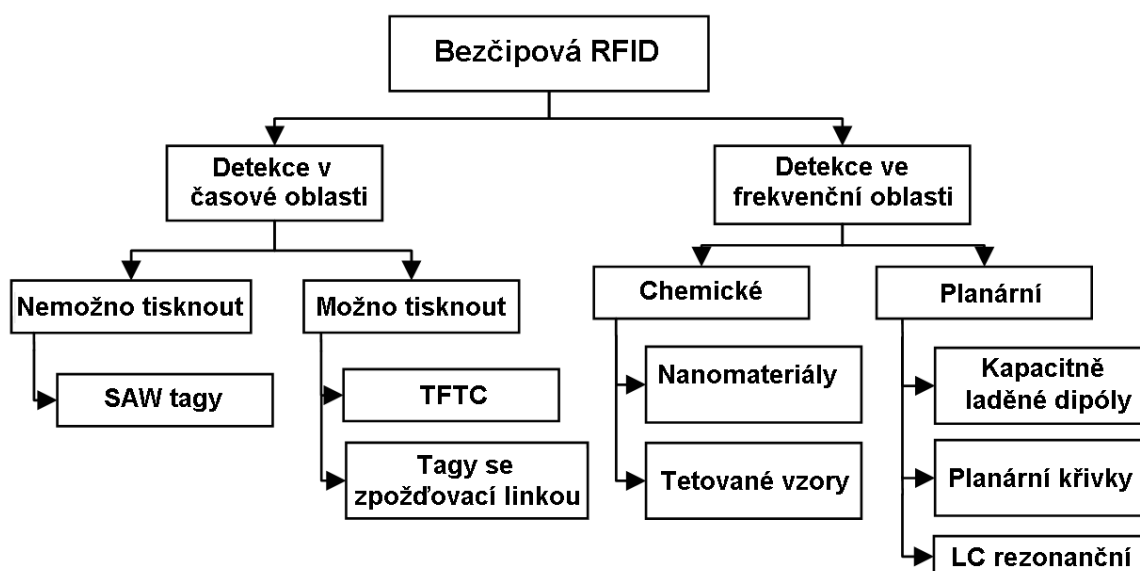 Bezčipová RFID
Detekce v
časové oblasti
Detekce ve
frekvenční oblasti
Nemožno tisknout
Možno tisknout
Chemické
Planární
SAW tagy
TFTC
Tagy se
zpožďovací linkou
Nanomateriály
Tetované vzory
Kapacitně
laděné dipóly
Planární křivky
LC rezonanční